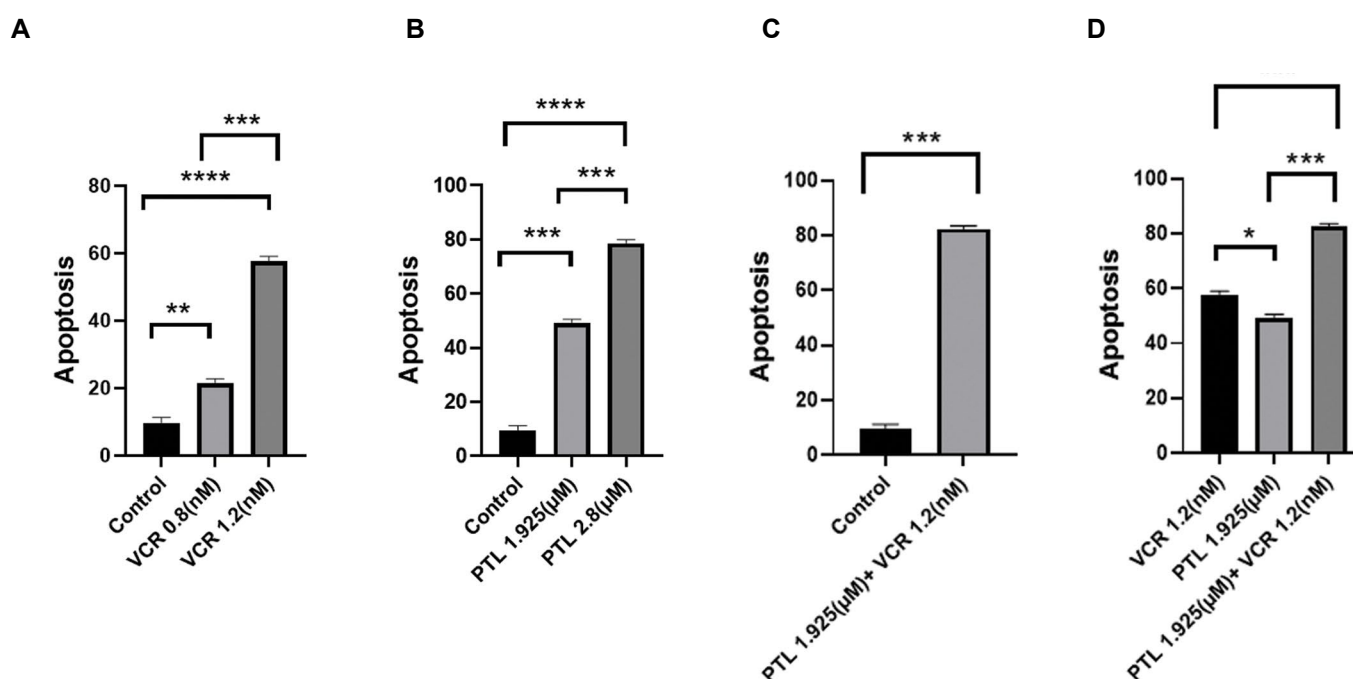 A
B
C
D
***
****
**
80
60
40
20
0
Apoptosis
Control
VCR 0.8(nM)
VCR 1.2(nM)
****
***
***
100
80
60
40
20
0
Apoptosis
Control
PTL 1.925(µM)
PTL 2.8(µM)
***
100
80
60
40
20
0
Apoptosis
Control
PTL 1.925(µM)+ VCR 1.2(nM)
***
*
100
80
60
40
20
0
Apoptosis
VCR 1.2(nM)
PTL 1.925(µM)
PTL 1.925(µM)+ VCR 1.2(nM)